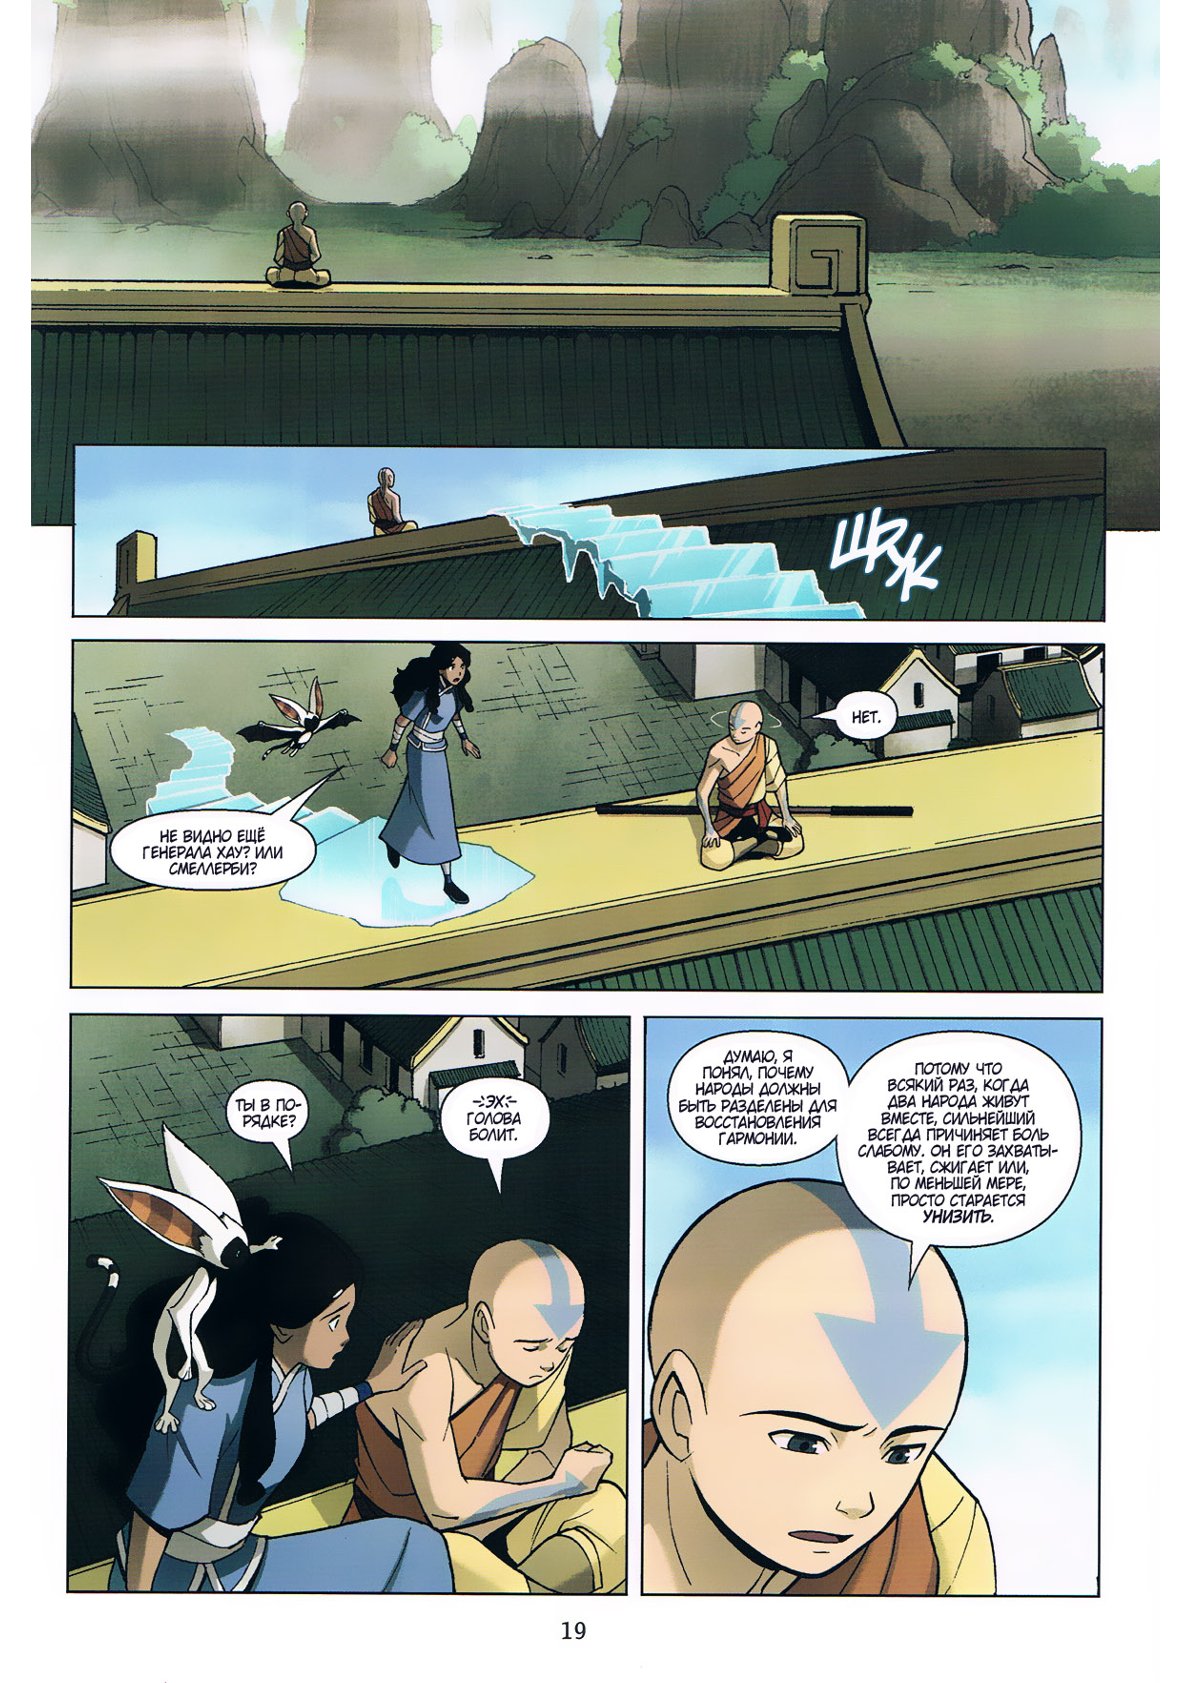 ШРУК
НЕТ.
НЕ ВИДНО ЕЩЁ
ГЕНЕРАЛА ХАУ? ИЛИ
СМЕЛЛЕРБИ?
ТЫ В ПО-
РЯДКЕ?
ЭХ
ГОЛОВА
БОЛИТ.
ДУМАЮ, Я
ПОНЯЛ, ПОЧЕМУ
НАРОДЫ ДОЛЖНЫ
БЫТЬ РАЗДЕЛЕНЫ ДЛЯ
ВОССТАНОВЛЕНИЯ
ГАРМОНИИ.
ПОТОМУ ЧТО
ВСЯКИЙ РАЗ, КОГДА
ДВА НАРОДА ЖИВУТ
ВМЕСТЕ, СИЛЬНЕЙШИЙ
ВСЕГДА ПРИЧИНЯЕТ БОЛЬ
СЛАБОМУ. ОН ЕГО ЗАХВАТЫ-
ВАЕТ, СЖИГАЕТ ИЛИ,
ПО МЕНЬШЕЙ МЕРЕ,
ПРОСТО СТАРАЕТСЯ
УНИЗИТЬ.
19